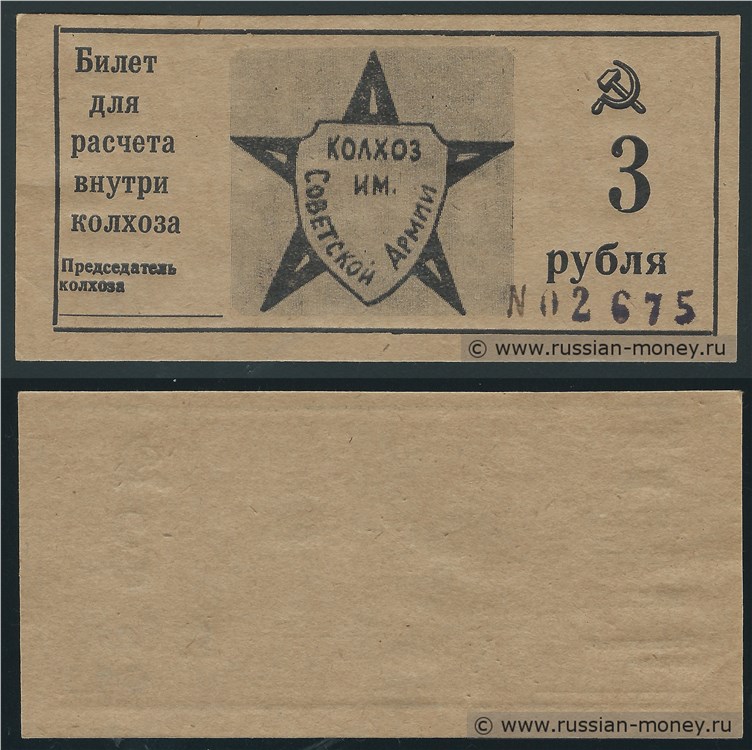 Билет
для
расчета
внутри
колхоза
Председатель
колхоза
КОЛХОЗ
ИМ.
СОВЕТСКОЙ АРМИИ
3
рубля
N 02675
© www.russian-money.ru
© www.russian-money.ru